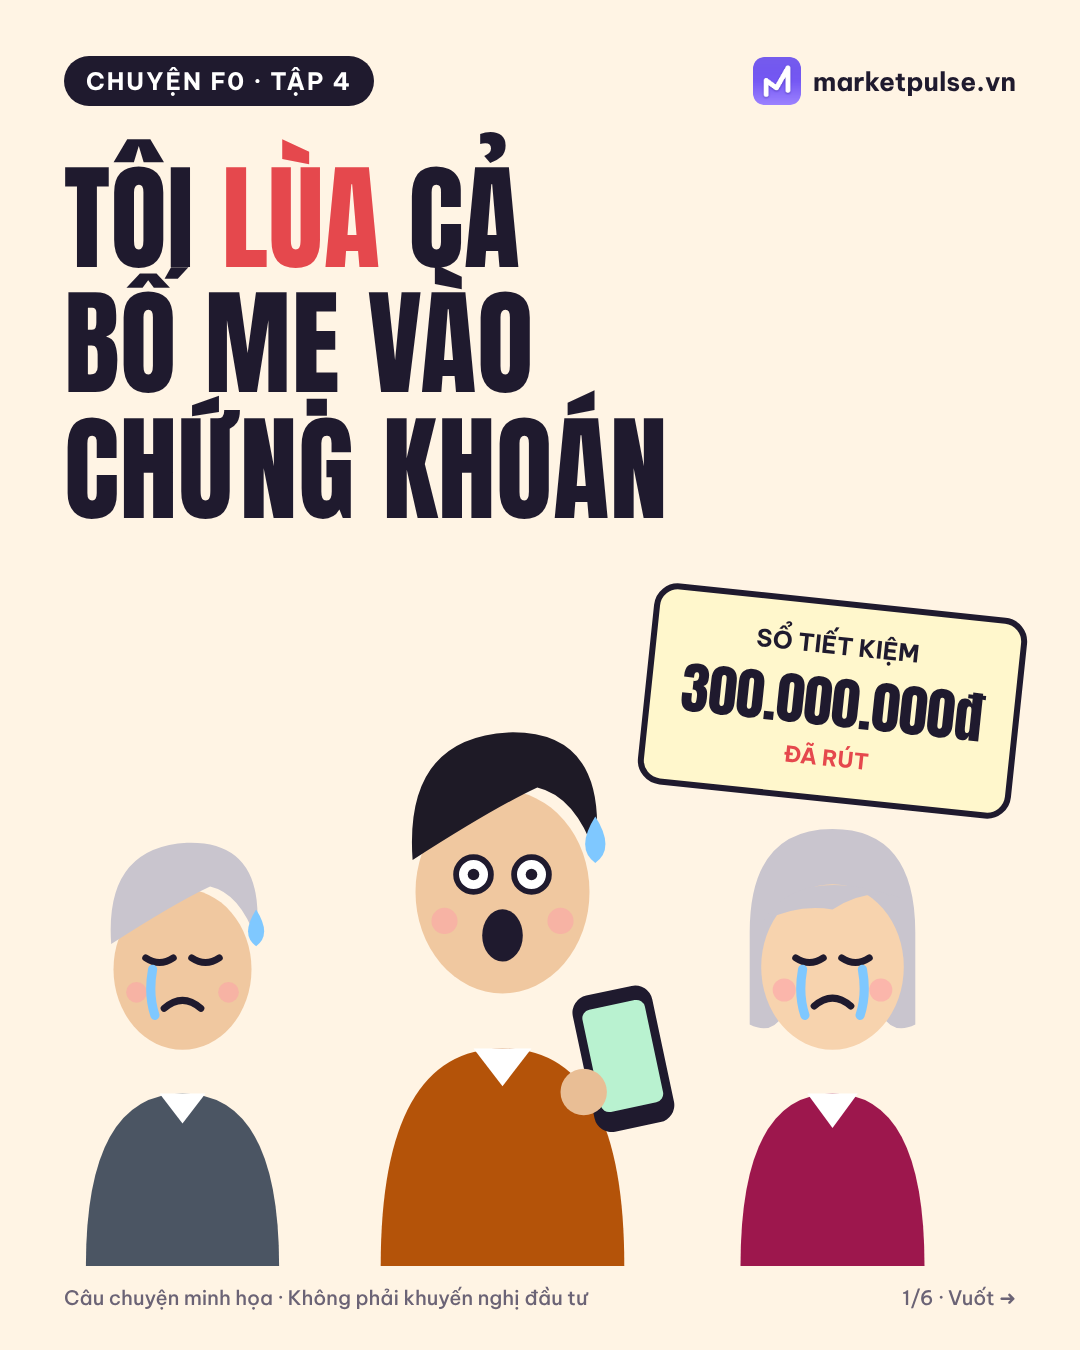 CHUYỆN F0 · TẬP 4
marketpulse.vn
TÔI LÙA CẢ
BỐ MẸ VÀO
CHỨNG KHOÁN
SỔ TIẾT KIỆM
300.000.000đ
ĐÃ RÚT
Câu chuyện minh họa · Không phải khuyến nghị đầu tư
1/6 · Vuốt →